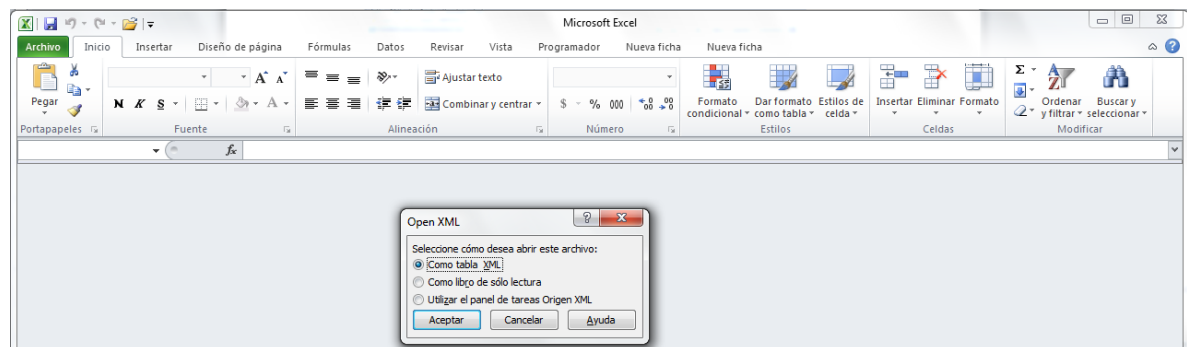 Microsoft Excel
Archivo Inicio Insertar Diseño de página Fórmulas Datos Revisar Vista Programador Nueva ficha Nueva ficha
Pegar
N K S A A A
Ajustar texto
Combinar y centrar
$ % 000
Formato condicional
Dar formato como tabla
Estilos de celda
Insertar Eliminar Formato
Ordenar y filtrar
Buscar y seleccionar
Portapapeles Fuente Alineación Número Estilos Celdas Modificar
fx
Open XML
Seleccione cómo desea abrir este archivo:
Como tabla XML
Como libro de sólo lectura
Utilizar el panel de tareas Origen XML
Aceptar Cancelar Ayuda